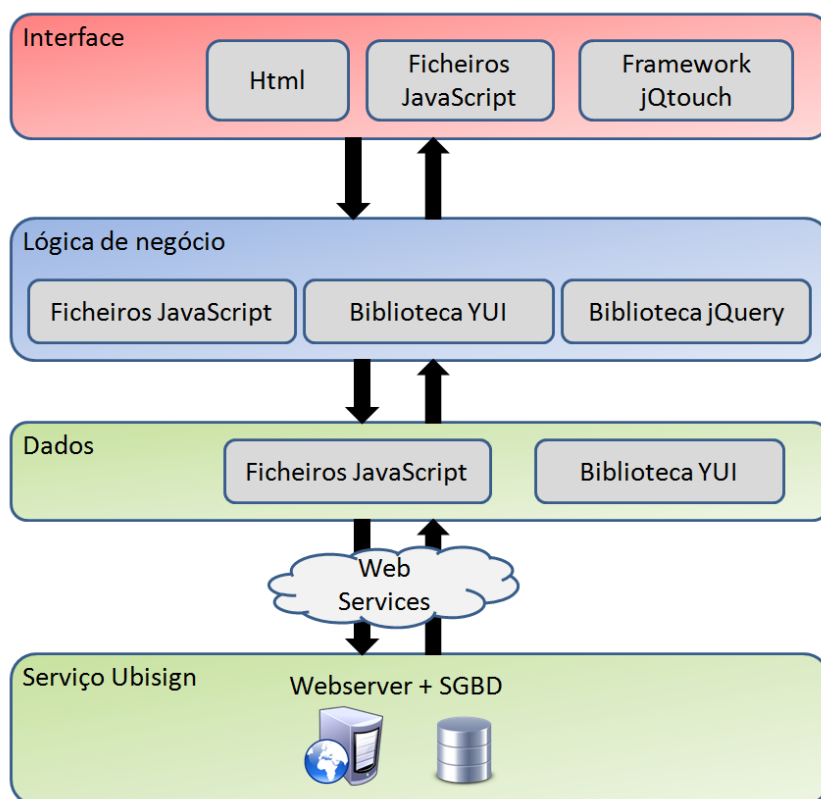 Interface
Html
Ficheiros
JavaScript
Framework
jQtouch
Lógica de negócio
Ficheiros JavaScript
Biblioteca YUI
Biblioteca jQuery
Dados
Ficheiros JavaScript
Biblioteca YUI
Web
Services
Serviço Ubisign
Webserver + SGBD